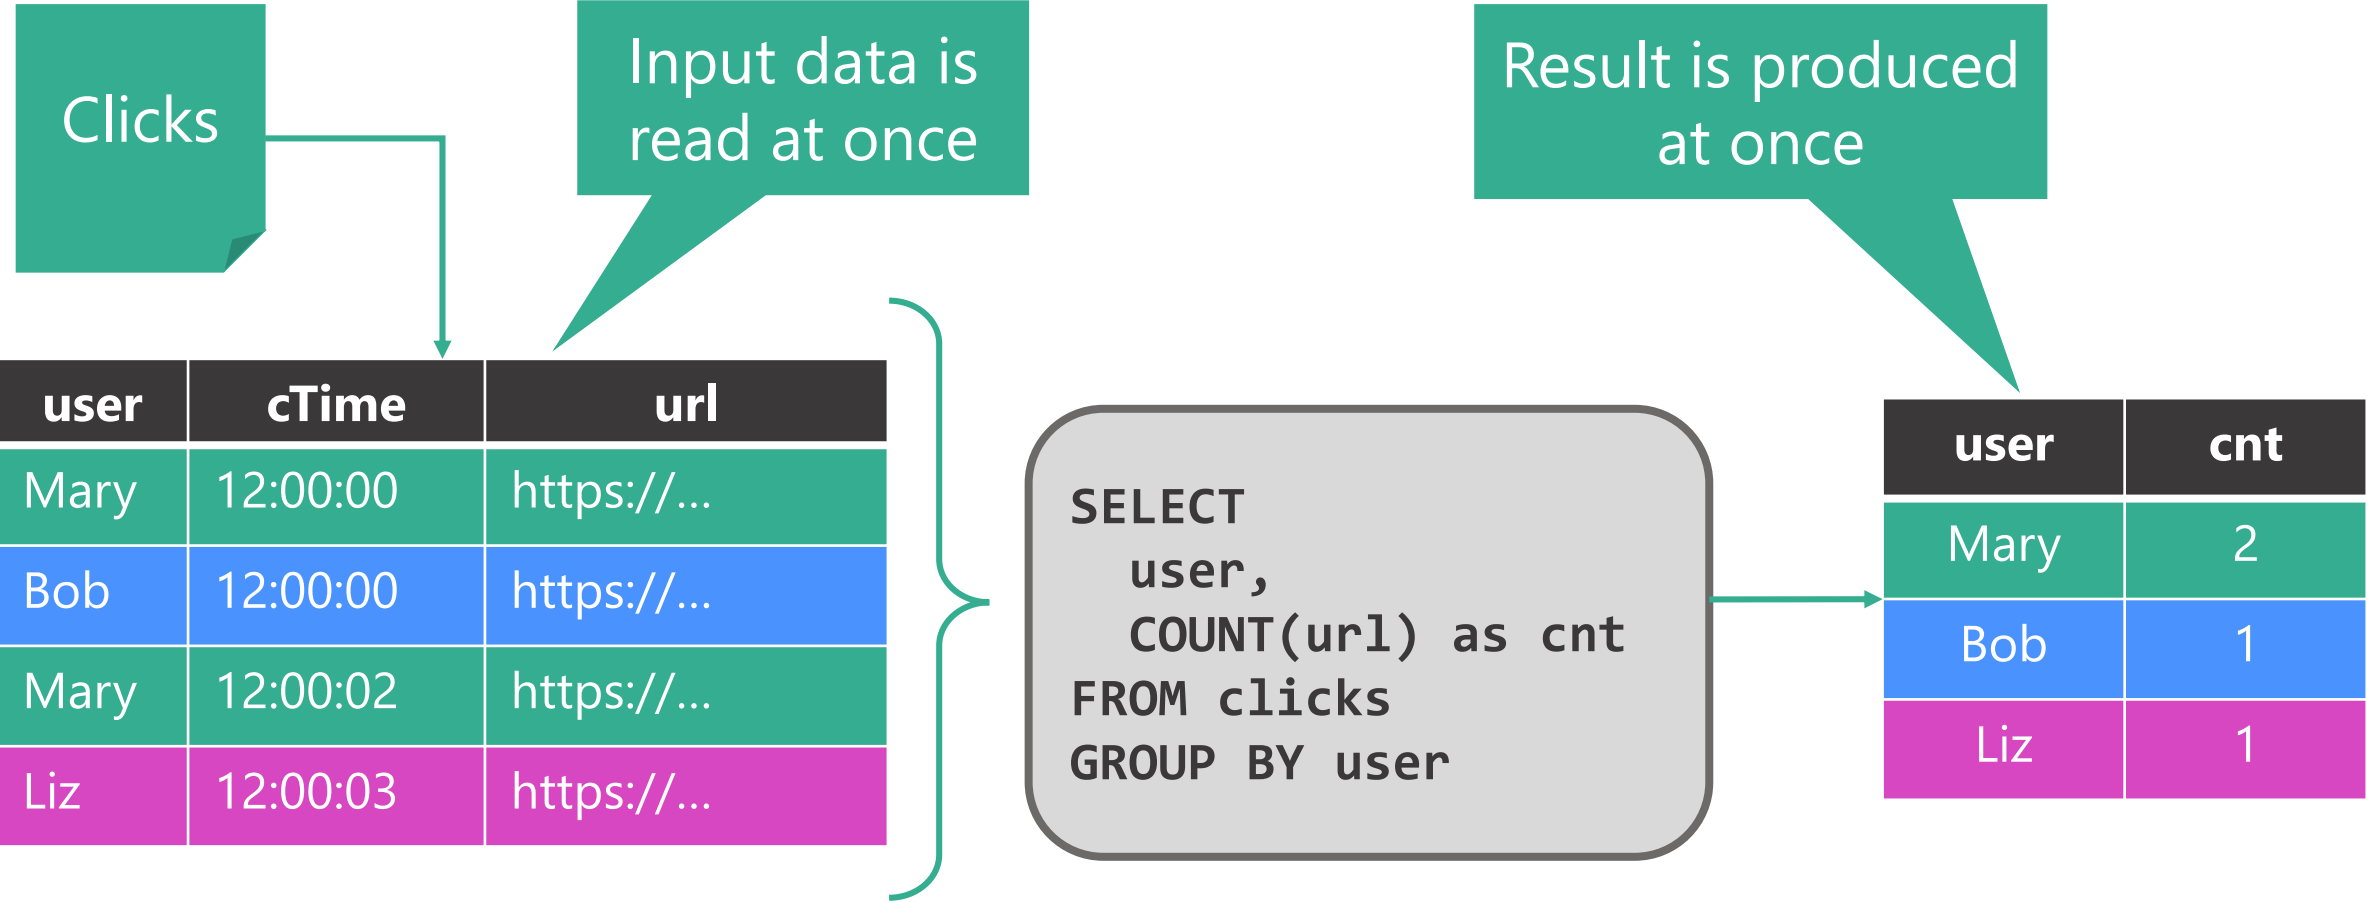 Clicks
Input data is
read at once
Result is produced
at once
user cTime url
Mary 12:00:00 https://...
Bob 12:00:00 https://...
Mary 12:00:02 https://...
Liz 12:00:03 https://...
SELECT
user,
COUNT(url) as cnt
FROM clicks
GROUP BY user
user cnt
Mary 2
Bob 1
Liz 1